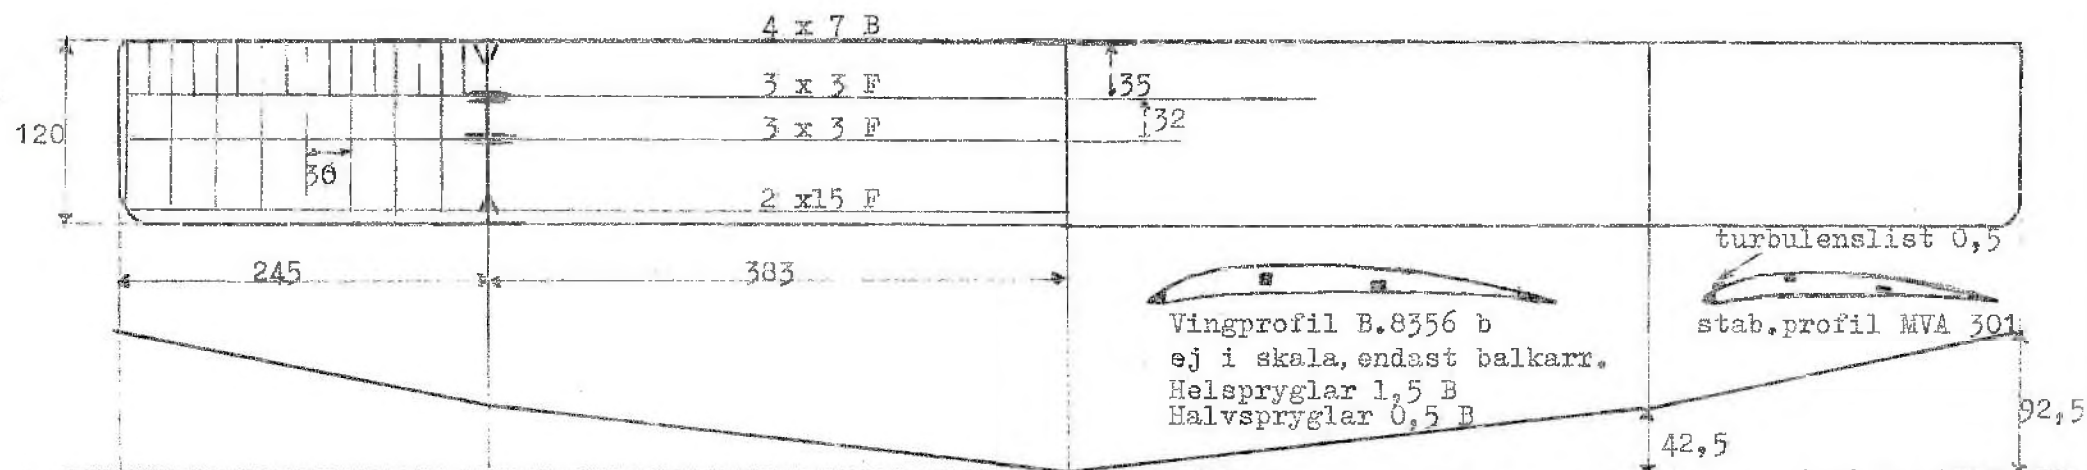 4 x 7 B
3 x 3 F
35
3 x 3 F
32
120
30
2 x15 F
245
383
turbulenslist 0,5
Vingprofil B.8356 b
ej i skala, endast balkarr.
Helspryglar 1,5 B
Halvspryglar 0,5 B
stab.profil MVA 301
42,5
92,5